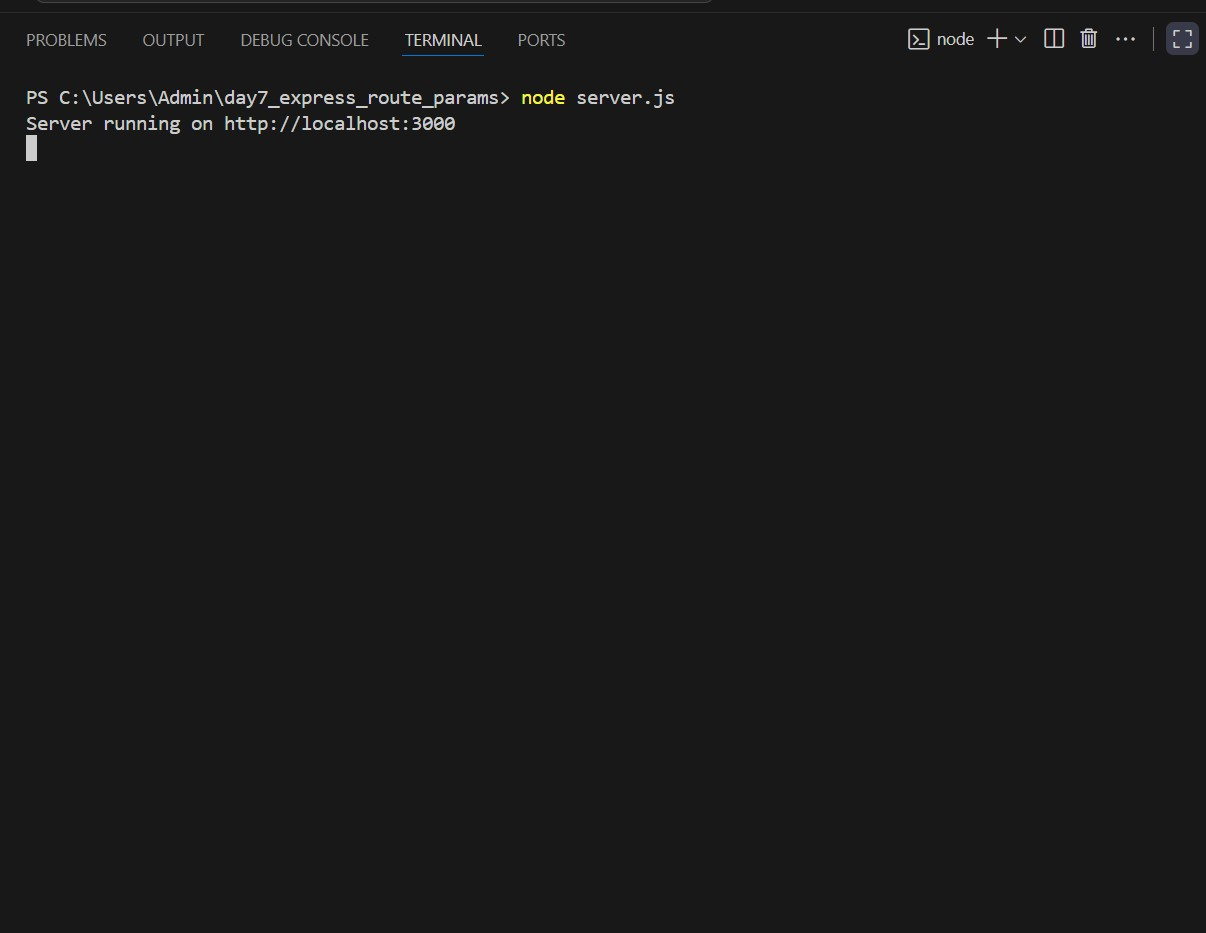 PROBLEMS OUTPUT DEBUG CONSOLE TERMINAL PORTS node
PS C:\Users\Admin\day7_express_route_params> node server.js
Server running on http://localhost:3000